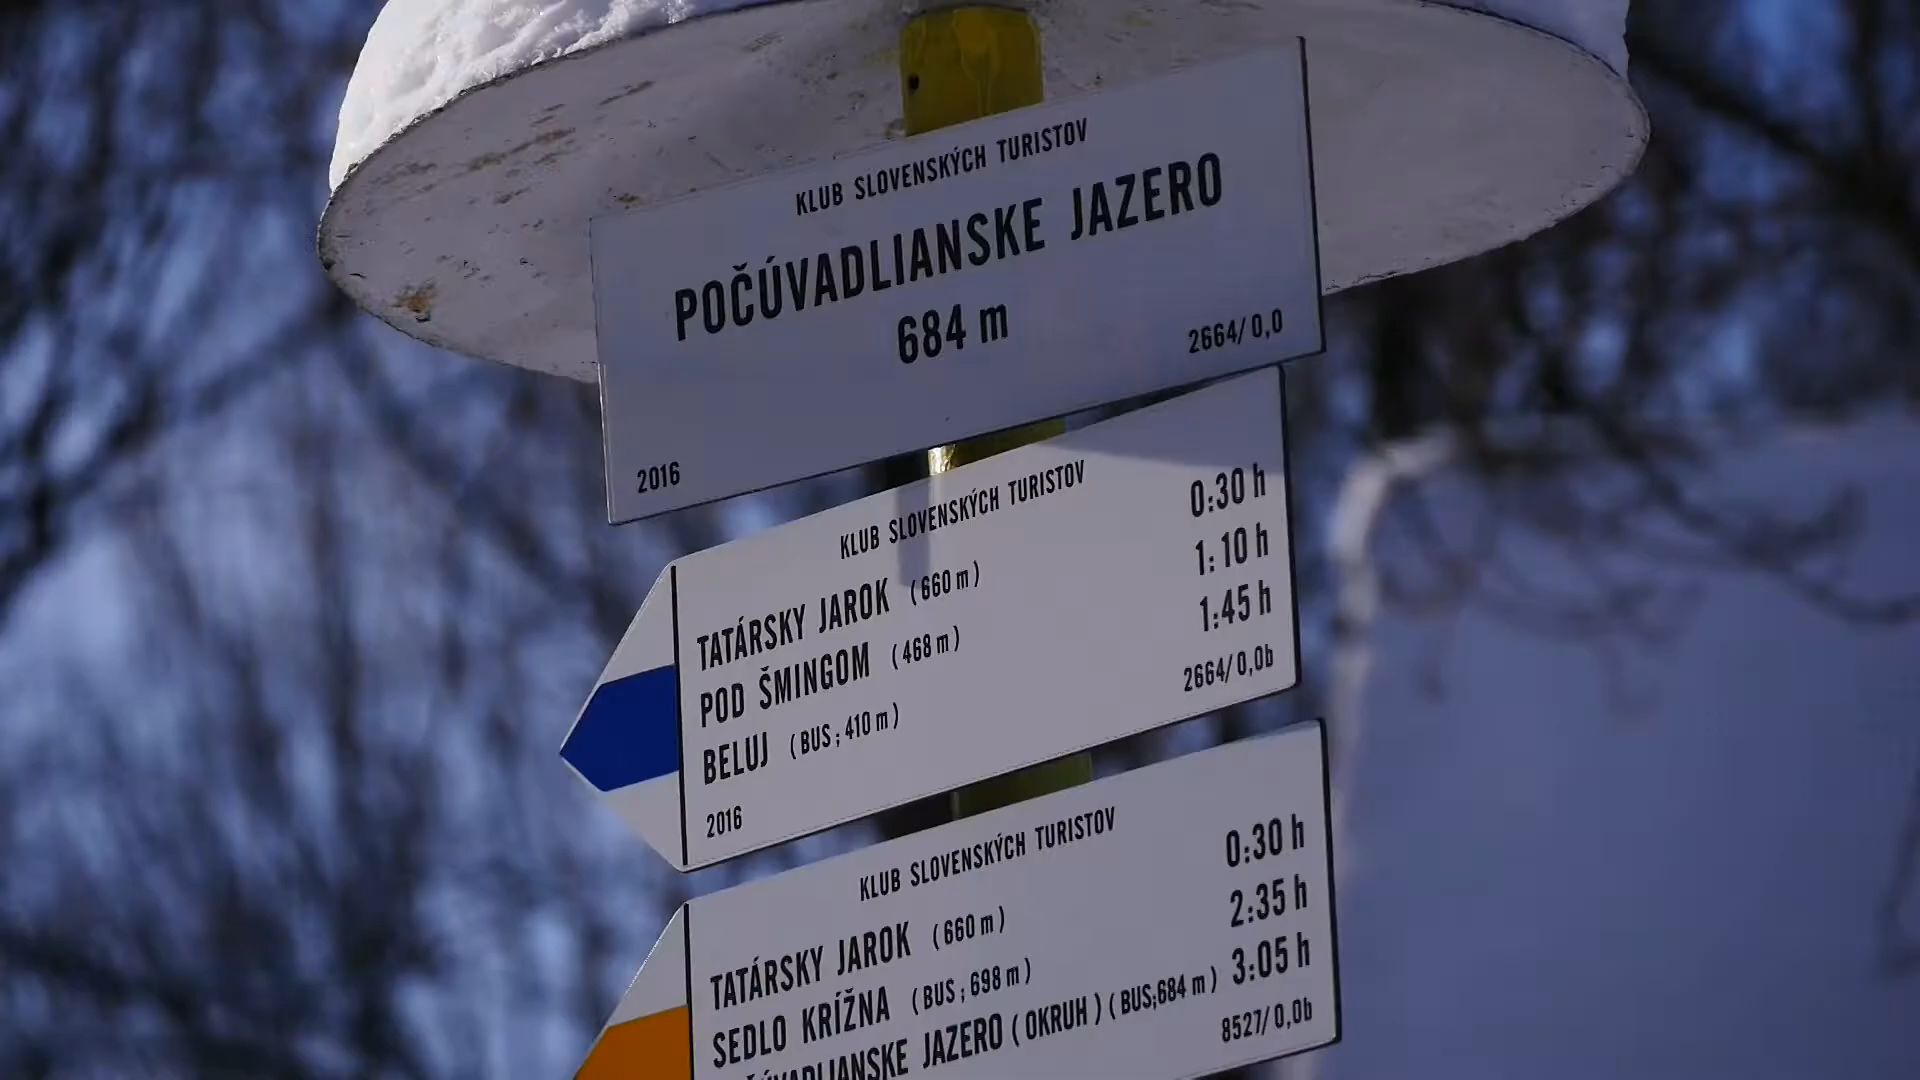 KLUB SLOVENSKÝCH TURISTOV
POČÚVADLIANSKE JAZERO
684 m
2664/0,0
2016
KLUB SLOVENSKÝCH TURISTOV
TATÁRSKY JAROK (660 m) 0:30 h
POD ŠMINGOM (468 m) 1:10 h
BELUJ (BUS; 410 m) 1:45 h
2664/0,0b
2016
KLUB SLOVENSKÝCH TURISTOV
TATÁRSKY JAROK (660 m) 0:30 h
SEDLO KRÍŽNA (BUS; 698 m) 2:35 h
POČÚVADLIANSKE JAZERO (OKRUH) (BUS;684 m) 3:05 h
8527/0,0b